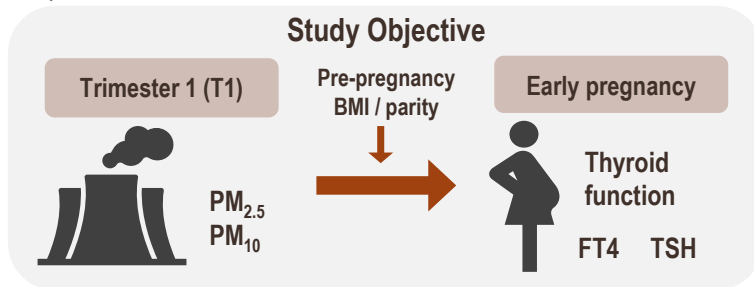 Study Objective
Trimester 1 (T1)
Pre-pregnancy
BMI / parity
Early pregnancy
PM2.5
PM10
Thyroid
function
FT4 TSH